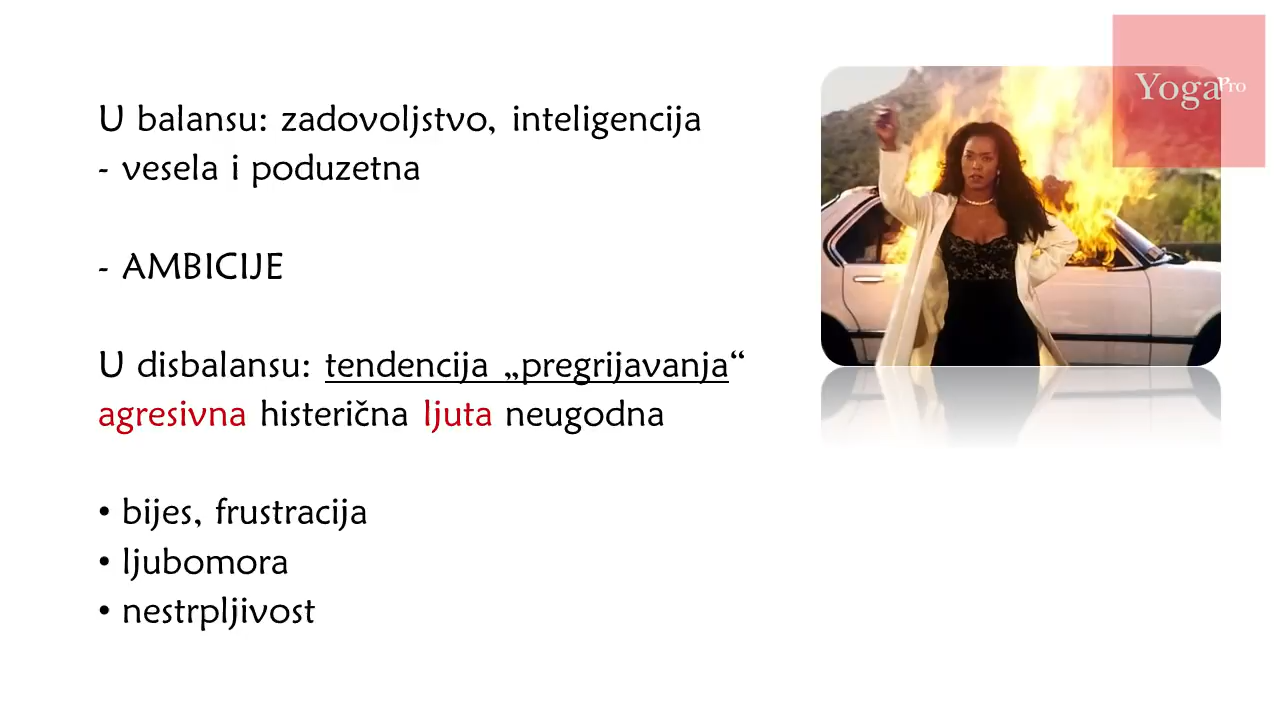 U balansu: zadovoljstvo, inteligencija
- vesela i poduzetna
- AMBICIJE
U disbalansu: tendencija „pregrijavanja“
agresivna histerična ljuta neugodna
• bijes, frustracija
• ljubomora
• nestrpljivost
YogaPro